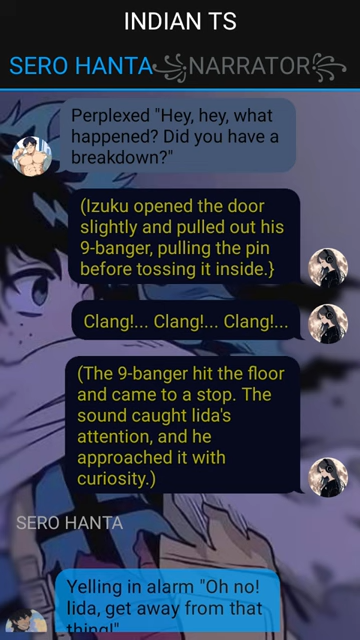 INDIAN TS
SERO HANTA NARRATOR
Perplexed "Hey, hey, what
happened? Did you have a
breakdown?"
(Izuku opened the door
slightly and pulled out his
9-banger, pulling the pin
before tossing it inside.}
Clang!... Clang!... Clang!...
(The 9-banger hit the floor
and came to a stop. The
sound caught Iida's
attention, and he
approached it with
curiosity.)
SERO HANTA
Yelling in alarm "Oh no!
Iida, get away from that
thing!"